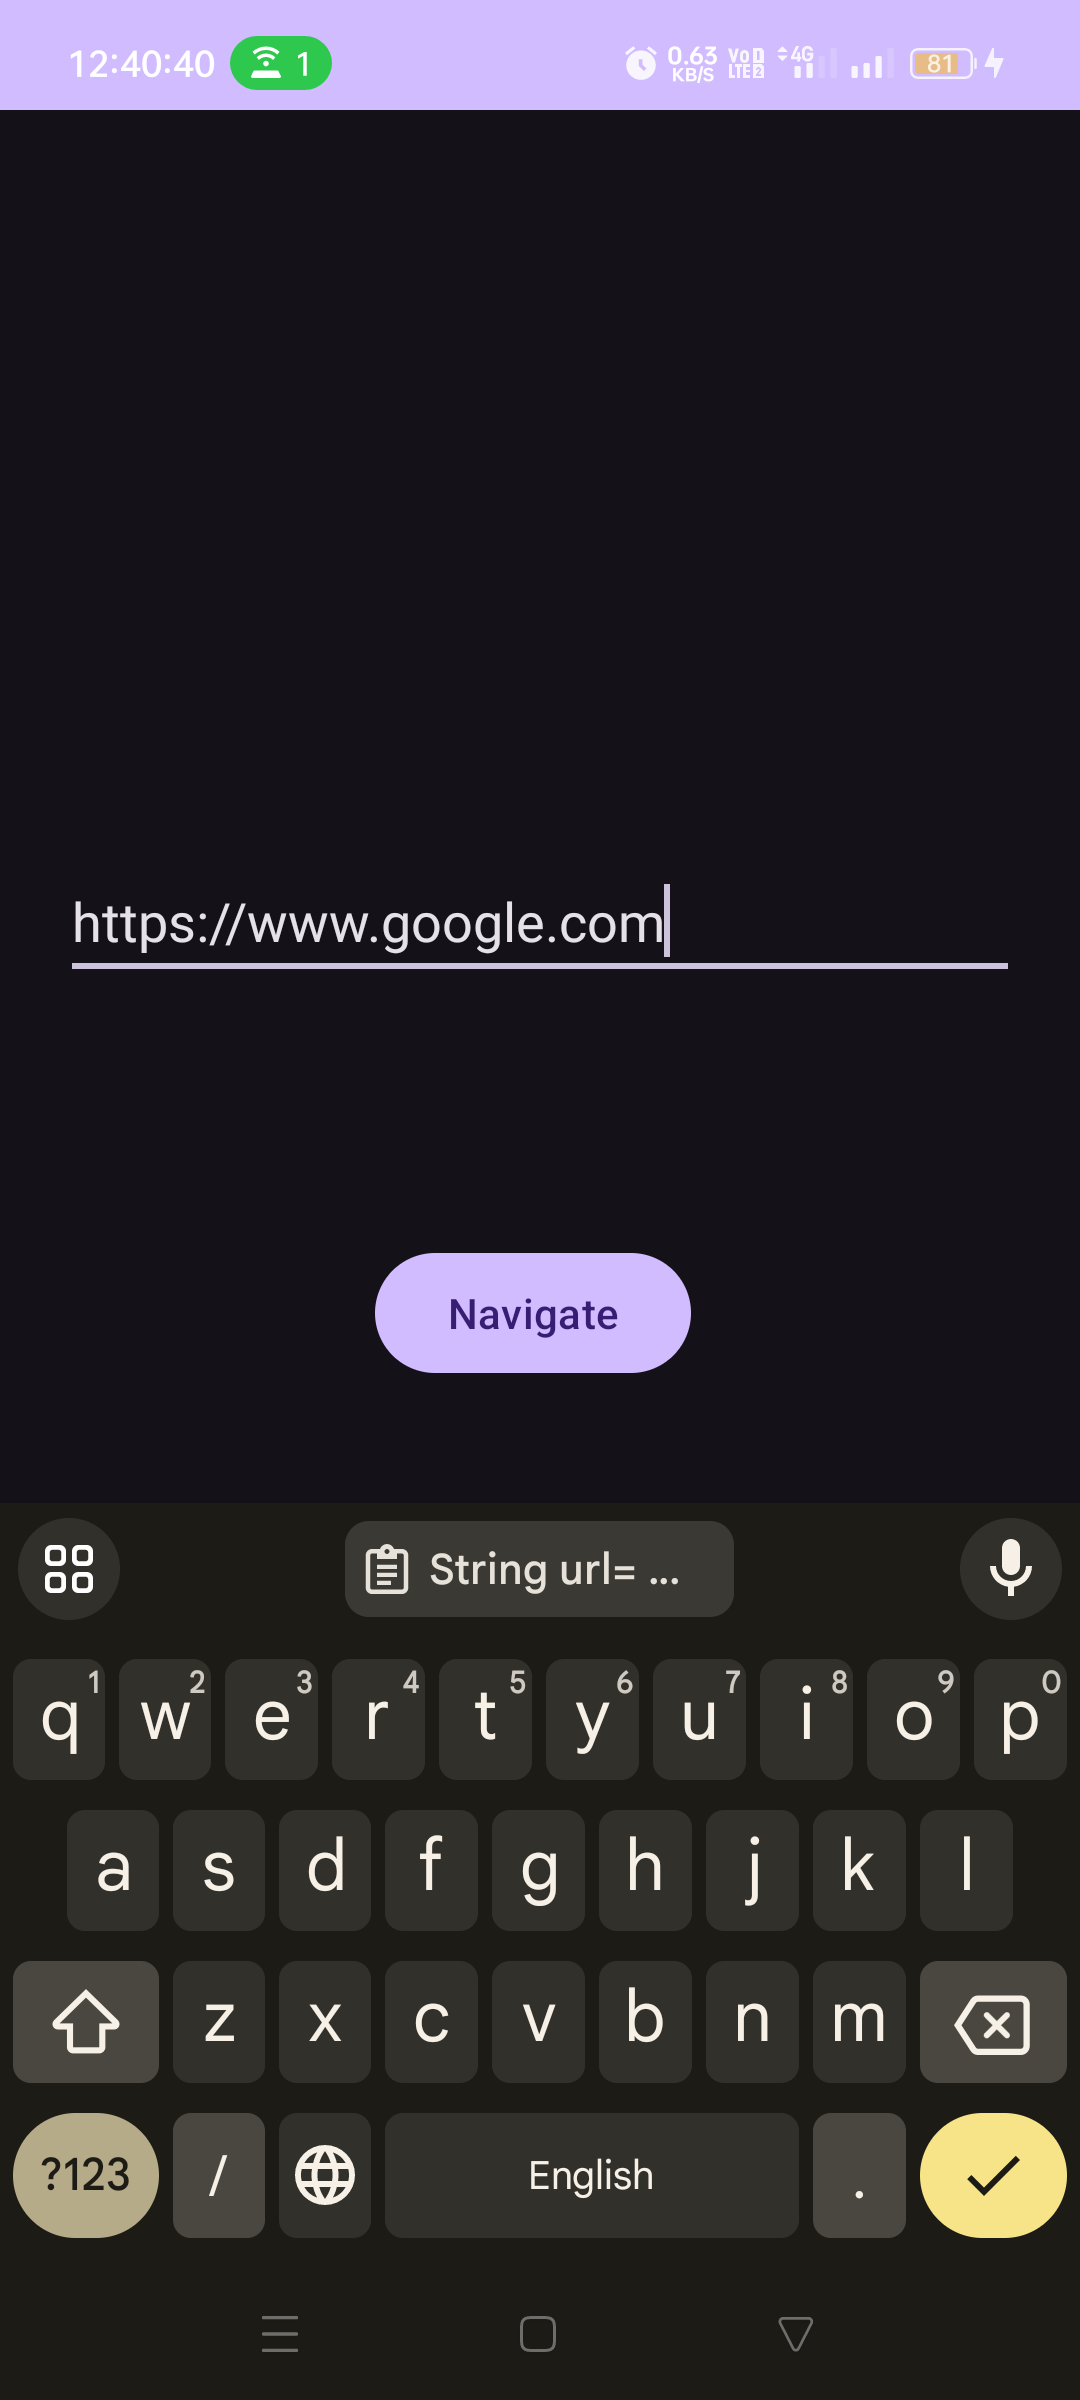 12:40:40 1 0.63 KB/S Vo LTE 2 4G 81
https://www.google.com
Navigate
String url= ...
q 1 w 2 e 3 r 4 t 5 y 6 u 7 i 8 o 9 p 0
a s d f g h j k l
z x c v b n m
?123 / English .